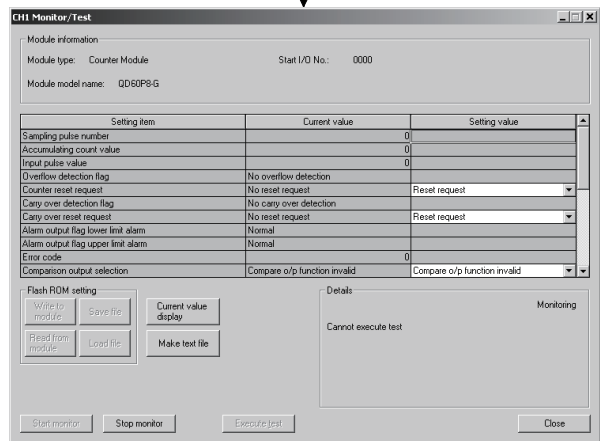 CH1 Monitor/Test
Module information
Module type: Counter Module Start I/O No.: 0000
Module model name: QD60P8-G
Setting item Current value Setting value
Sampling pulse number 0
Accumulating count value 0
Input pulse value 0
Overflow detection flag No overflow detection
Counter reset request No reset request Reset request
Carry over detection flag No carry over detection
Carry over reset request No reset request Reset request
Alarm output flag lower limit alarm Normal
Alarm output flag upper limit alarm Normal
Error code 0
Comparison output selection Compare o/p function invalid Compare o/p function invalid
Flash ROM setting
Write to module
Save file
Current value display
Read from module
Load file
Make text file
Details
Monitoring
Cannot execute test
Start monitor Stop monitor Execute test Close